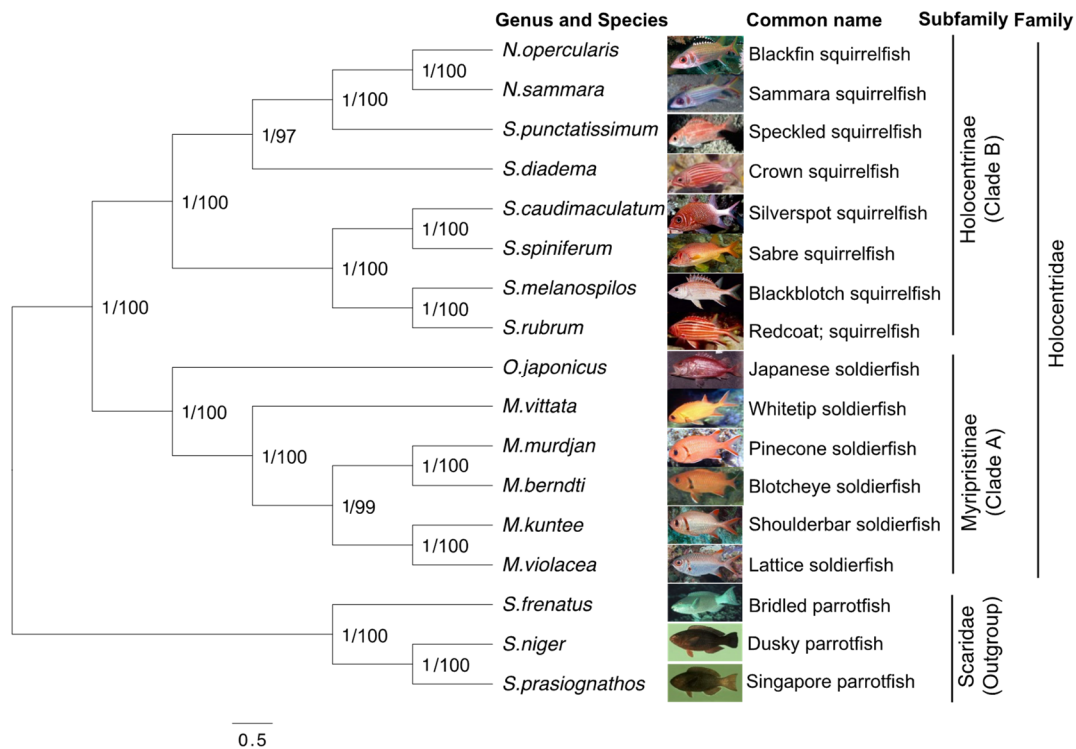 Genus and Species Common name Subfamily Family
N.opercularis Blackfin squirrelfish
1/100
N.sammara Sammara squirrelfish
1/100
S.punctatissimum Speckled squirrelfish
1/97
S.diadema Crown squirrelfish
1/100
S.caudimaculatum Silverspot squirrelfish
1/100
S.spiniferum Sabre squirrelfish
1/100
S.melanospilos Blackblotch squirrelfish
1/100
S.rubrum Redcoat; squirrelfish
Holocentrinae
(Clade B)
1/100
O.japonicus Japanese soldierfish
1/100
M.vittata Whitetip soldierfish
1/100
M.murdjan Pinecone soldierfish
1/100
M.berndti Blotcheye soldierfish
1/99
M.kuntee Shoulderbar soldierfish
1/100
M.violacea Lattice soldierfish
Myripristinae
(Clade A)
Holocentridae
S.frenatus Bridled parrotfish
1/100
S.niger Dusky parrotfish
1/100
S.prasiognathos Singapore parrotfish
Scaridae
(Outgroup)
0.5